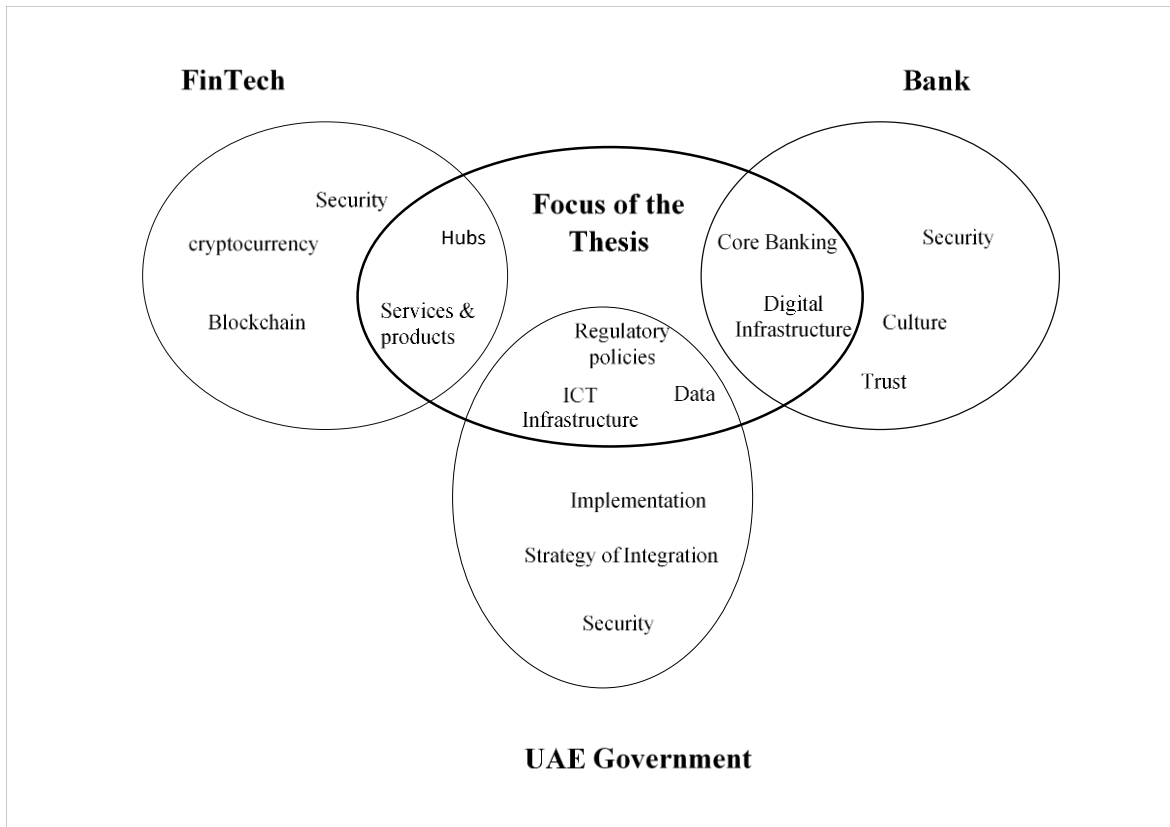 FinTech
Bank
Security
cryptocurrency
Blockchain
Hubs
Services &
products
Focus of the
Thesis
Core Banking
Digital
Infrastructure
Security
Culture
Trust
Regulatory
policies
ICT
Infrastructure
Data
Implementation
Strategy of Integration
Security
UAE Government